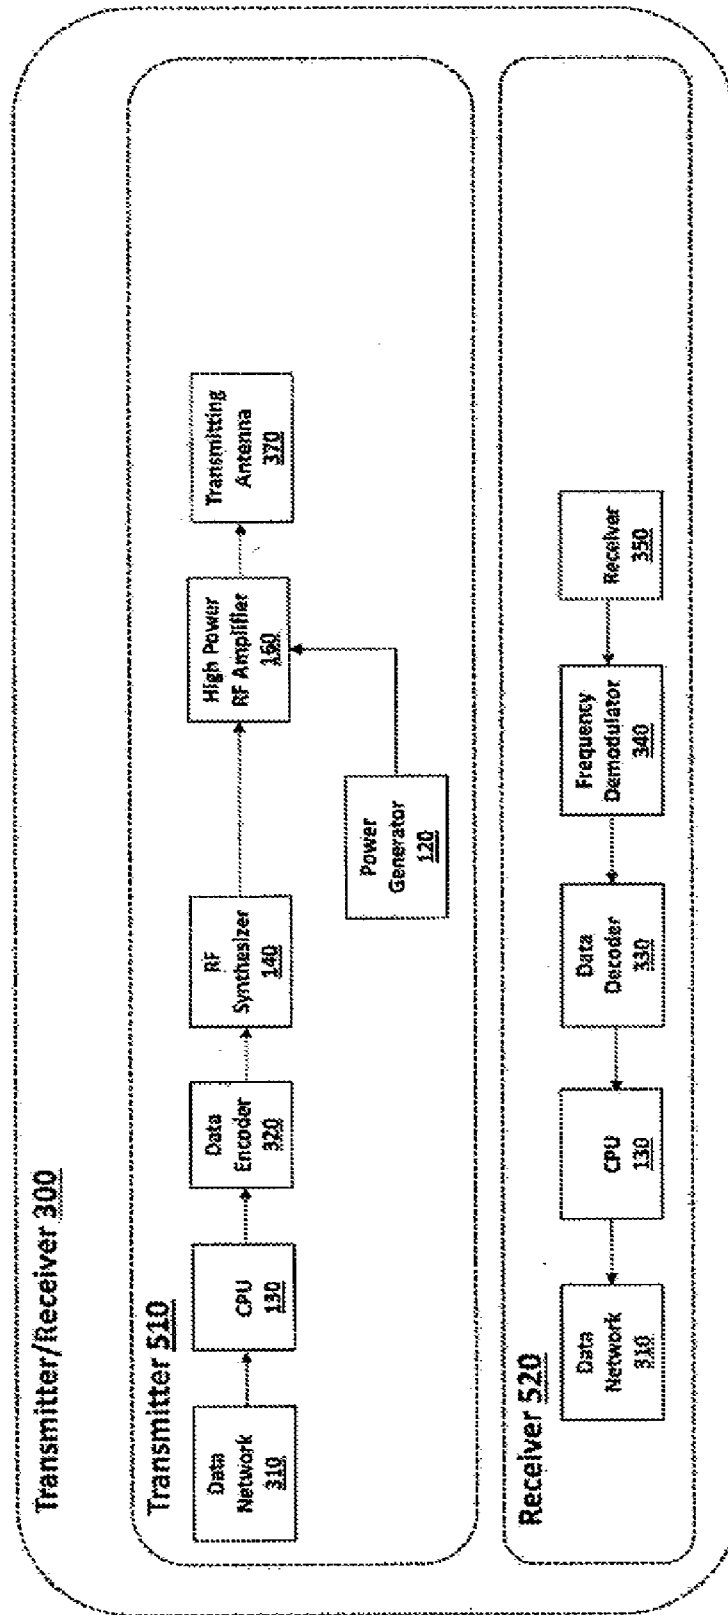 Transmitter/Receiver 300
Transmitter 510
Data
Network
310
CPU
130
Data
Encoder
320
RF
Synthesizer
140
High Power
RF Amplifier
160
Transmitting
Antenna
370
Power
Generator
120
Receiver 520
Data
Network
310
CPU
130
Data
Decoder
330
Frequency
Demodulator
340
Receiver
350